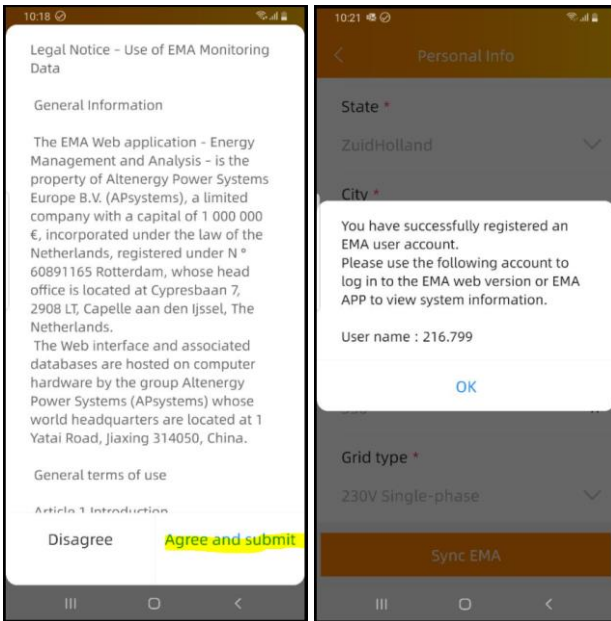 10:18
Legal Notice – Use of EMA Monitoring
Data
General Information
The EMA Web application - Energy
Management and Analysis – is the
property of Altenergy Power Systems
Europe B.V. (APsystems), a limited
company with a capital of 1 000 000
€, incorporated under the law of the
Netherlands, registered under N °
60891165 Rotterdam, whose head
office is located at Cypresbaan 7,
2908 LT, Capelle aan den Ijssel, The
Netherlands.
The Web interface and associated
databases are hosted on computer
hardware by the group Altenergy
Power Systems (APsystems) whose
world headquarters are located at 1
Yatai Road, Jiaxing 314050, China.
General terms of use
Article 1 Introduction
Disagree
Agree and submit
10:21
Personal Info
State *
ZuidHolland
City *
You have successfully registered an
EMA user account.
Please use the following account to
log in to the EMA web version or EMA
APP to view system information.
User name : 216.799
OK
Grid type *
230V Single-phase
Sync EMA